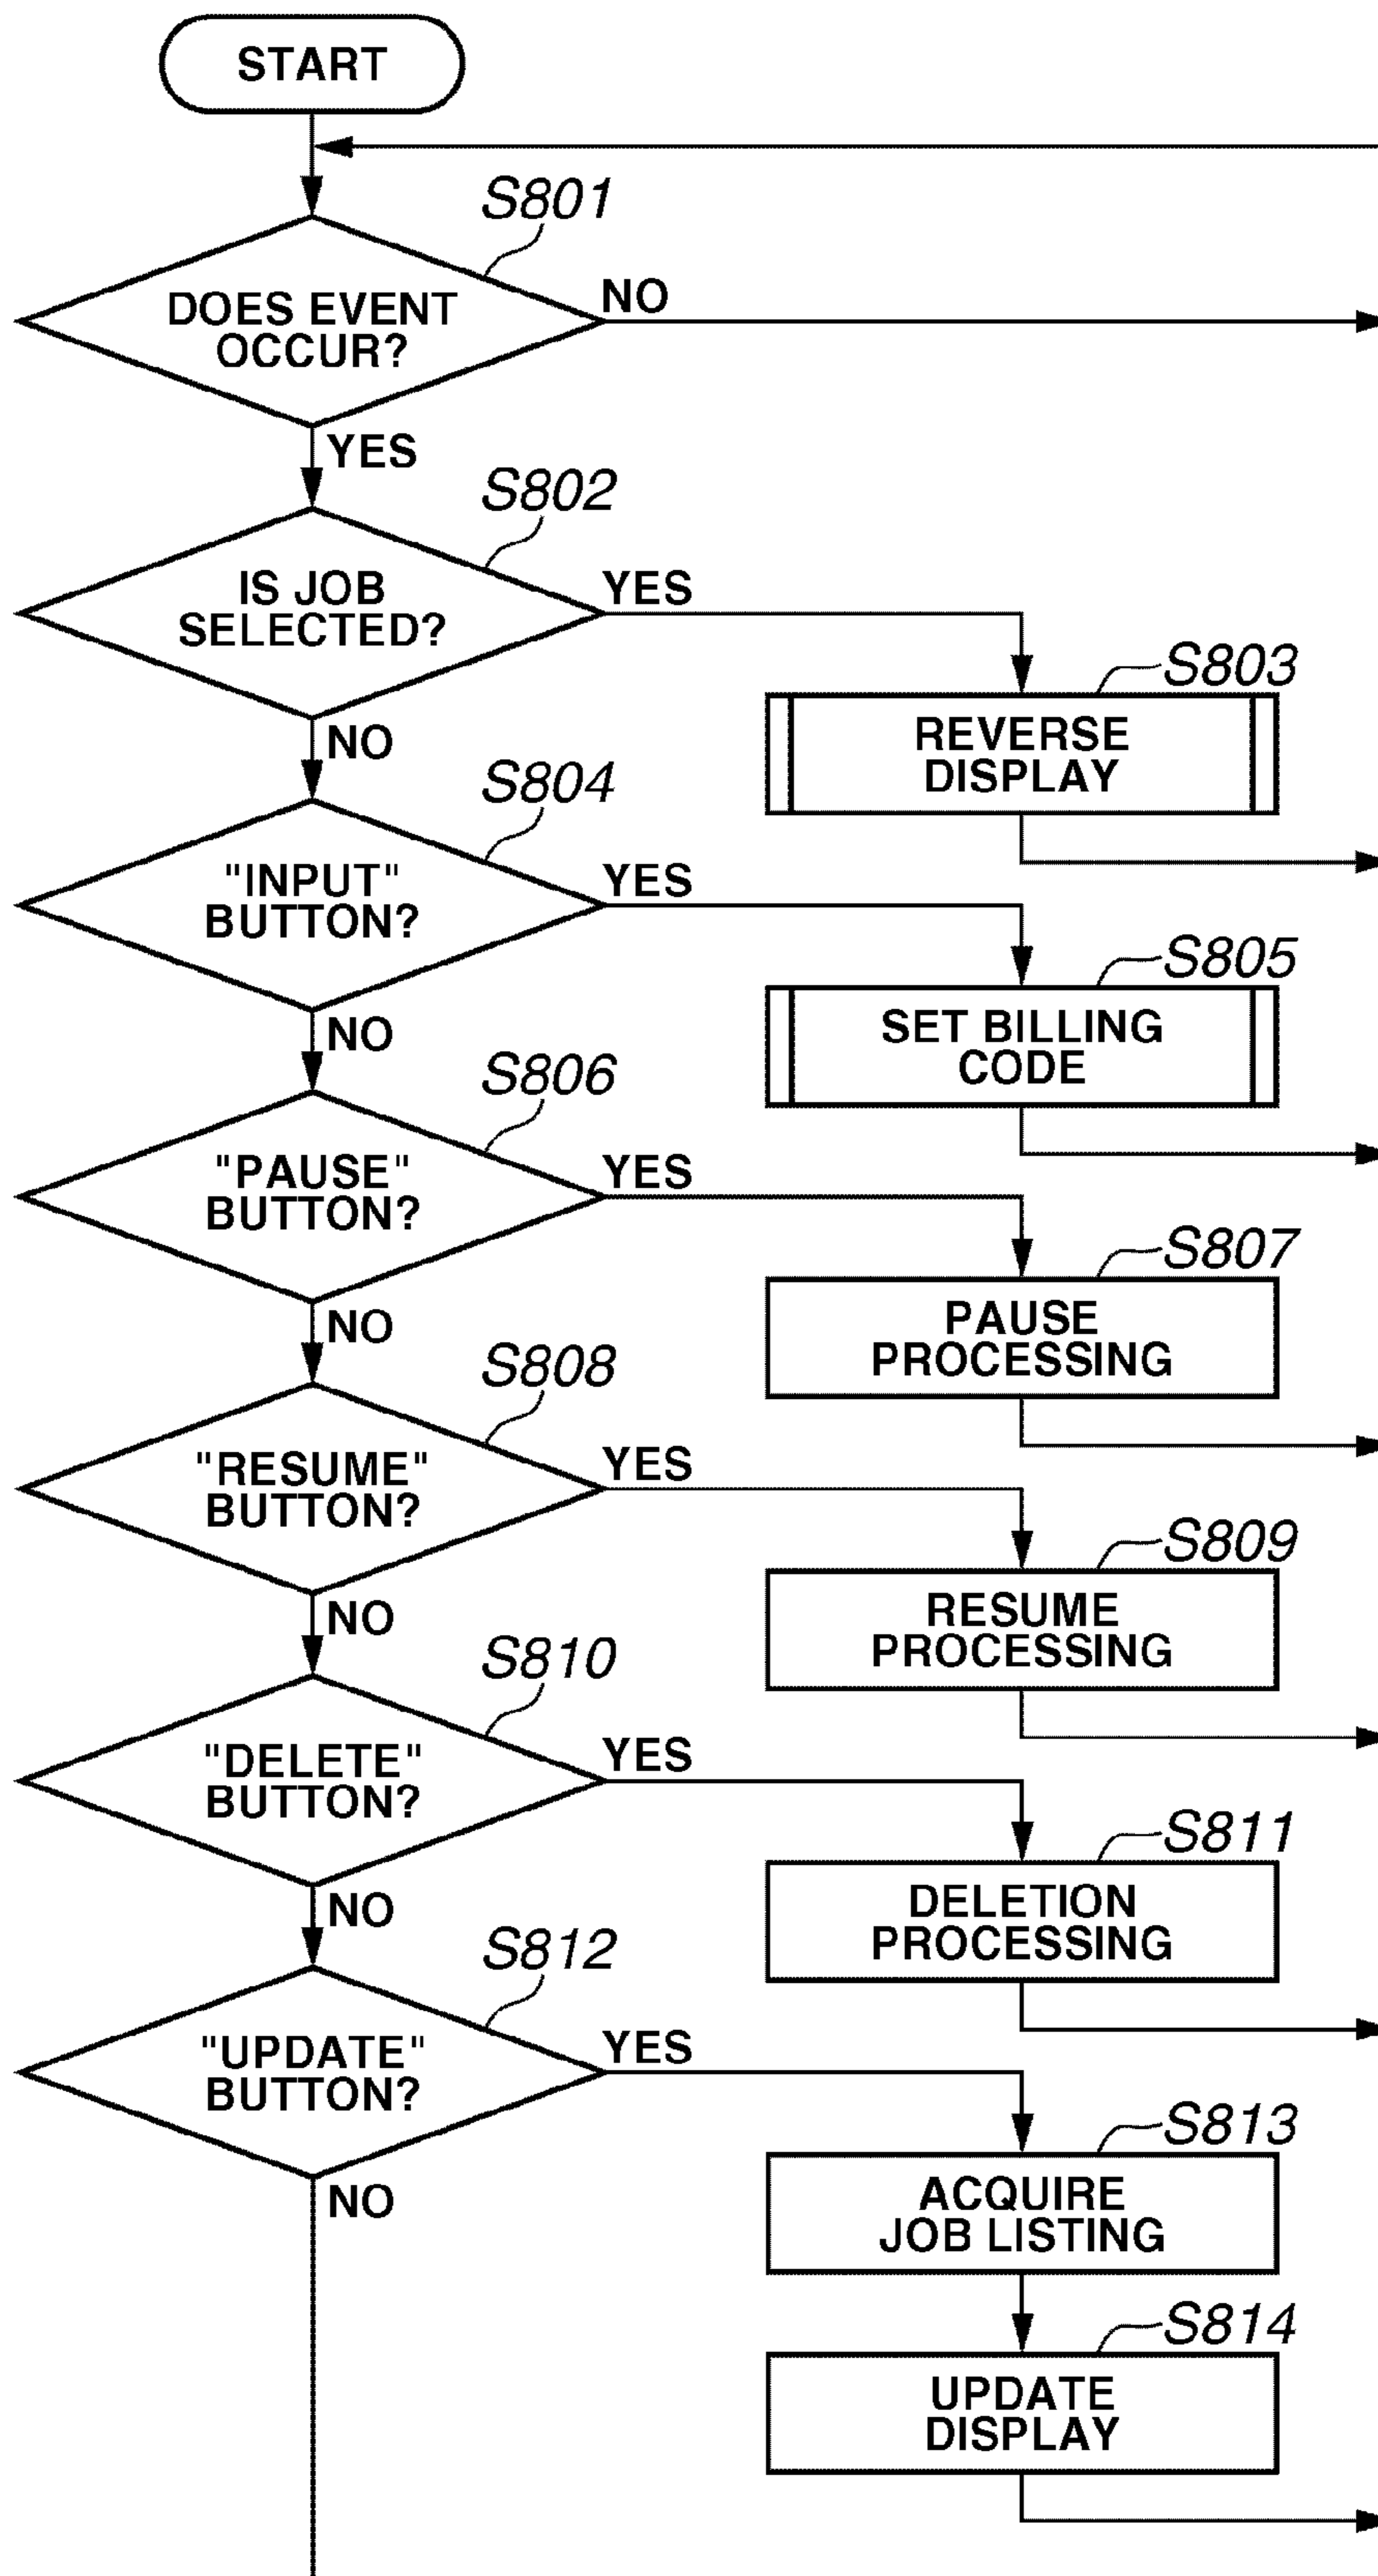 START
S801
DOES EVENT
OCCUR?
NO
YES
S802
IS JOB
SELECTED?
YES
S803
REVERSE
DISPLAY
NO
S804
"INPUT"
BUTTON?
YES
S805
SET BILLING
CODE
NO
S806
"PAUSE"
BUTTON?
YES
S807
PAUSE
PROCESSING
NO
S808
"RESUME"
BUTTON?
YES
S809
RESUME
PROCESSING
NO
S810
"DELETE"
BUTTON?
YES
S811
DELETION
PROCESSING
NO
S812
"UPDATE"
BUTTON?
YES
S813
ACQUIRE
JOB LISTING
NO
S814
UPDATE
DISPLAY